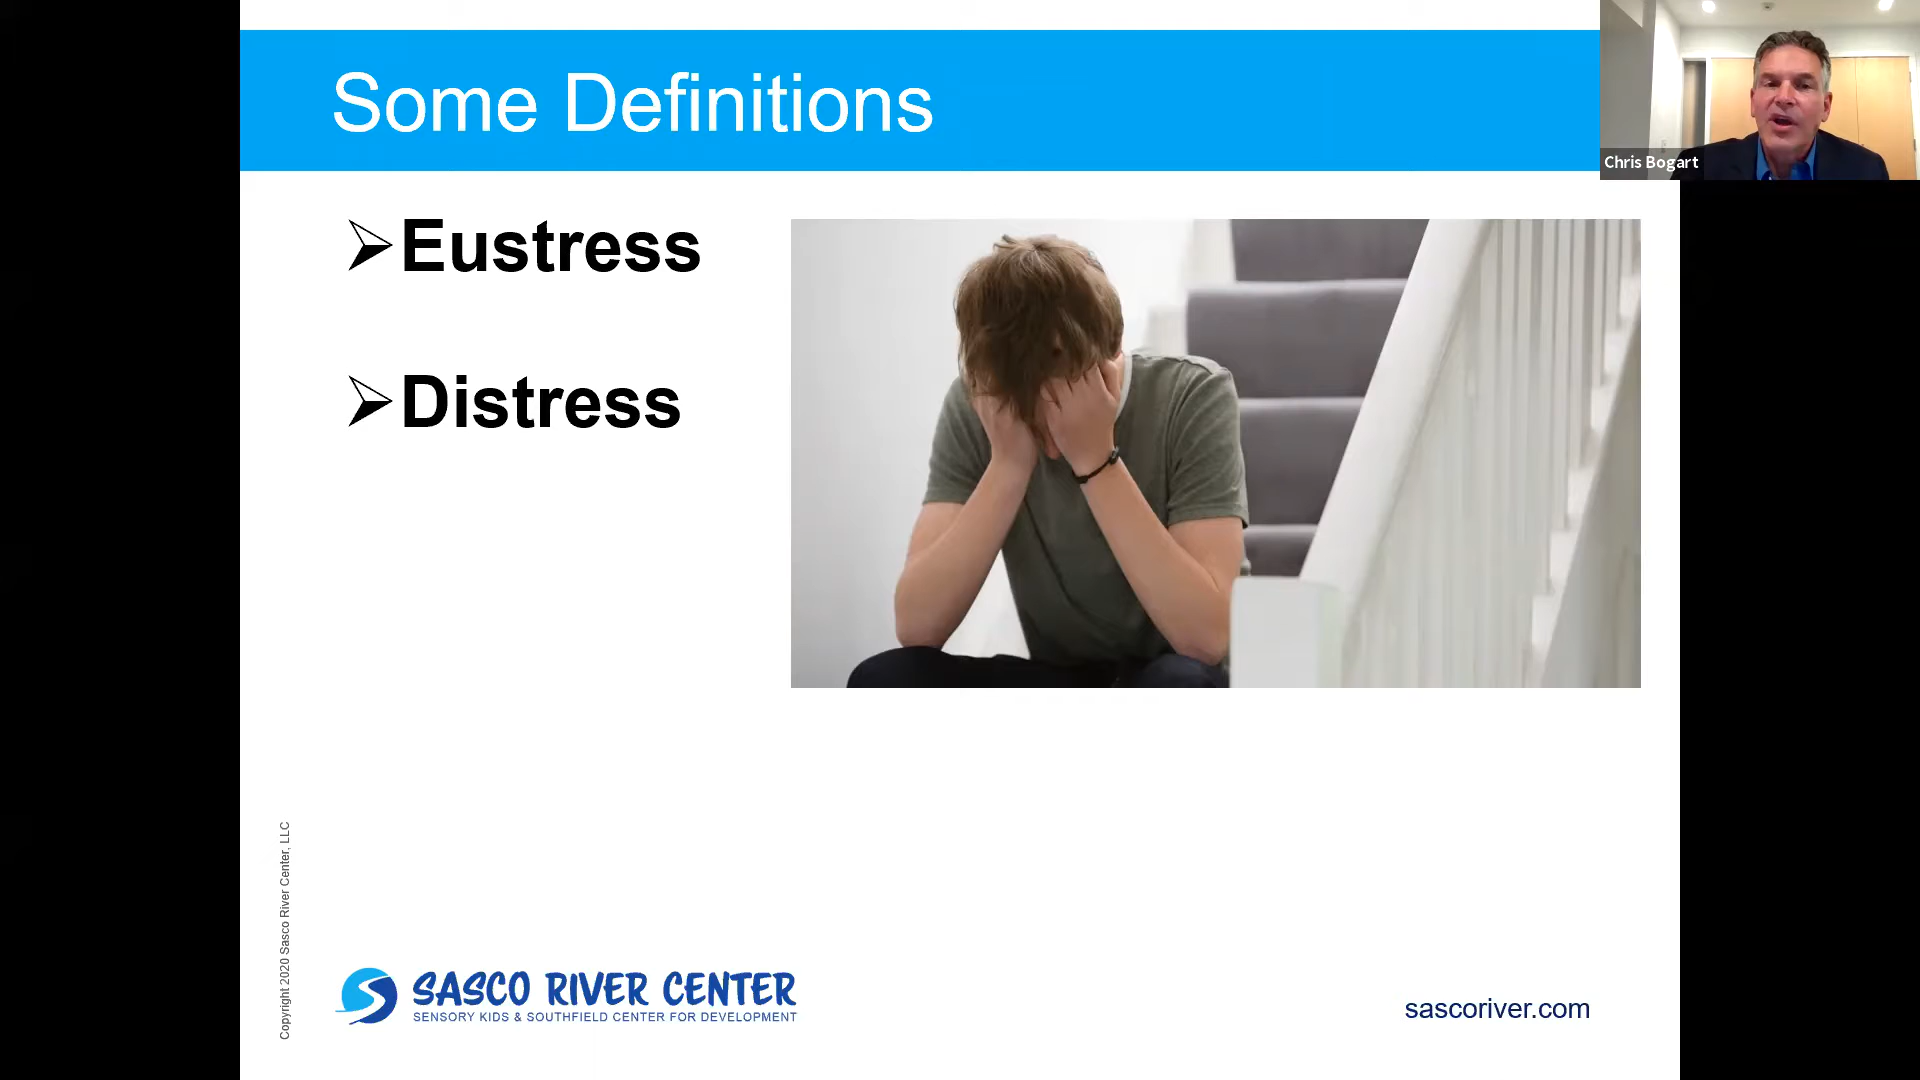 Some Definitions
Chris Bogart
➢Eustress
➢Distress
Copyright 2020 Sasco River Center, LLC
SASCO RIVER CENTER
SENSORY KIDS & SOUTHFIELD CENTER FOR DEVELOPMENT
sascoriver.com